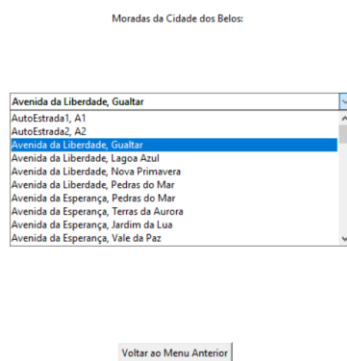 Moradas da Cidade dos Belos:
Avenida da Liberdade, Gualtar
AutoEstrada1, A1
AutoEstrada2, A2
Avenida da Liberdade, Gualtar
Avenida da Liberdade, Lagoa Azul
Avenida da Liberdade, Nova Primavera
Avenida da Liberdade, Pedras do Mar
Avenida da Esperança, Pedras do Mar
Avenida da Esperança, Terras da Aurora
Avenida da Esperança, Jardim da Lua
Avenida da Esperança, Vale da Paz
Voltar ao Menu Anterior